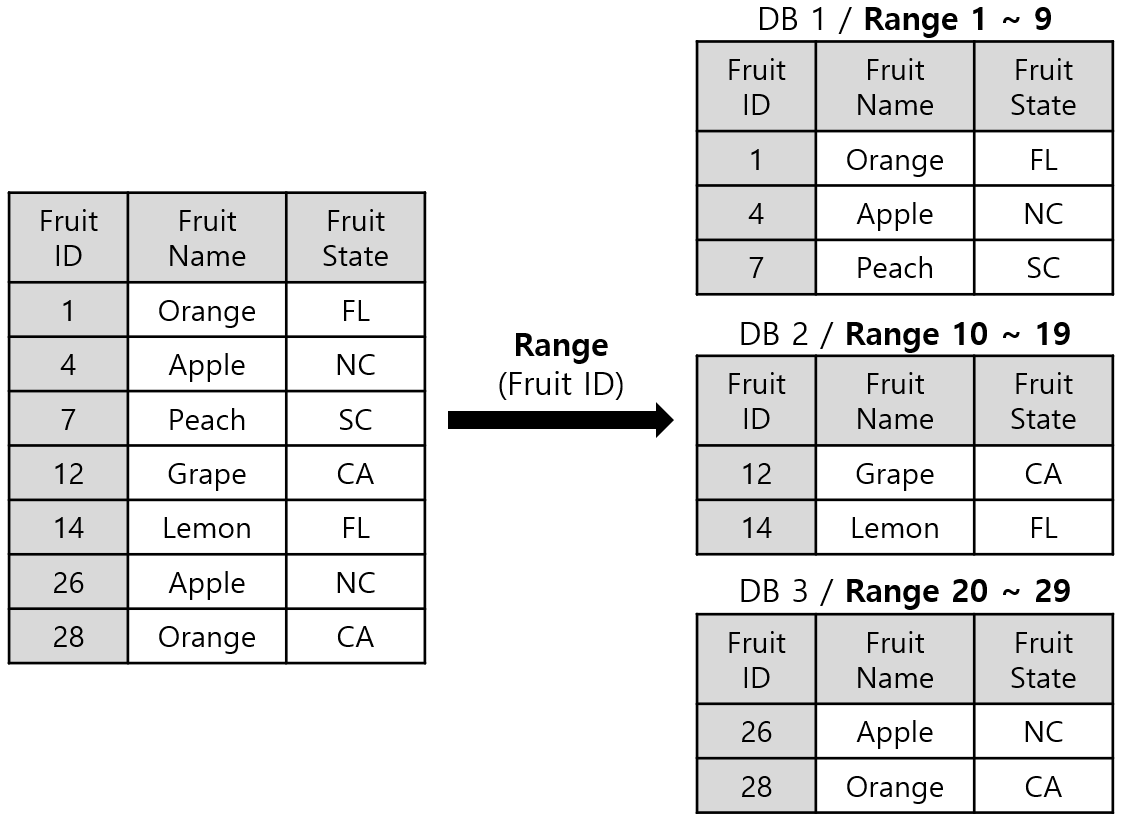 Fruit ID Fruit Name Fruit State
1 Orange FL
4 Apple NC
7 Peach SC
12 Grape CA
14 Lemon FL
26 Apple NC
28 Orange CA
Range
(Fruit ID)
DB 1 / Range 1 ~ 9
Fruit ID Fruit Name Fruit State
1 Orange FL
4 Apple NC
7 Peach SC
DB 2 / Range 10 ~ 19
Fruit ID Fruit Name Fruit State
12 Grape CA
14 Lemon FL
DB 3 / Range 20 ~ 29
Fruit ID Fruit Name Fruit State
26 Apple NC
28 Orange CA